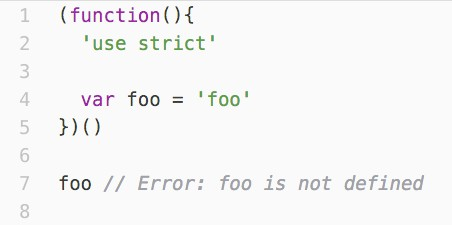 1 (function(){
2   'use strict'
3
4   var foo = 'foo'
5 })()
6
7 foo // Error: foo is not defined
8